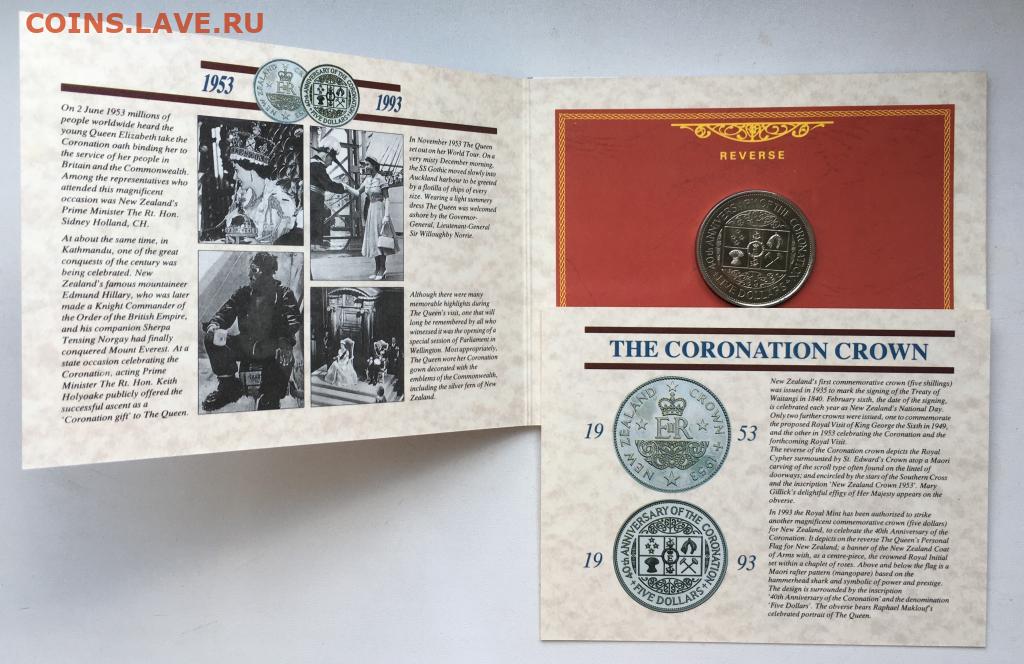 COINS.LAVE.RU
1953
1993
On 2 June 1953 millions of
people worldwide heard the
young Queen Elizabeth take the
Coronation oath binding her to
the service of her people in
Britain and the Commonwealth.
Among the representatives who
attended this magnificent
occasion was New Zealand's
Prime Minister The Rt. Hon.
Sidney Holland, CH.
At about the same time, in
Kathmandu, one of the great
conquests of the century was
being celebrated. New
Zealand's famous mountaineer
Edmund Hillary, who was later
made a Knight Commander of
the Order of the British Empire,
and his companion Sherpa
Tensing Norgay had finally
conquered Mount Everest. At a
state occasion celebrating the
Coronation, acting Prime
Minister The Rt. Hon. Keith
Holyoake publicly offered the
successful ascent as a
'Coronation gift' to The Queen.
In November 1953 The Queen
set out on her World Tour. On a
very misty December morning,
the SS Gothic moved slowly into
Auckland harbour to be greeted
by a flotilla of ships of every
size. Wearing a light summery
dress The Queen was welcomed
ashore by the Governor-
General, Lieutenant-General
Sir Willoughby Norrie.
Although there were many
memorable highlights during
The Queen's visit, one that will
long be remembered by all who
witnessed it was the opening of a
special session of Parliament in
Wellington. Most appropriately,
The Queen wore her Coronation
gown decorated with the
emblems of the Commonwealth,
including the silver fern of New
Zealand.
REVERSE
40TH ANNIVERSARY OF THE CORONATION
FIVE DOLLARS
THE CORONATION CROWN
19
53
NEW ZEALAND CROWN 1953
EIIR
19
93
40TH ANNIVERSARY OF THE CORONATION
FIVE DOLLARS
New Zealand's first commemorative crown (five shillings)
was issued in 1935 to mark the signing of the Treaty of
Waitangi in 1840. February sixth, the date of the signing,
is celebrated each year as New Zealand's National Day.
Only two further crowns were issued, one to commemorate
the proposed Royal Visit of King George the Sixth in 1949,
and the other in 1953 celebrating the Coronation and the
forthcoming Royal Visit.
The reverse of the Coronation crown depicts the Royal
Cypher surmounted by St. Edward's Crown atop a Maori
carving of the scroll type often found on the lintel of
doorways; and encircled by the stars of the Southern Cross
and the inscription 'New Zealand Crown 1953'. Mary
Gillick's delightful effigy of Her Majesty appears on the
obverse.
In 1993 the Royal Mint has been authorised to strike
another magnificent commemorative crown (five dollars)
for New Zealand, to celebrate the 40th Anniversary of the
Coronation. It depicts on the reverse The Queen's Personal
Flag for New Zealand; a banner of the New Zealand Coat
of Arms with, as a centre-piece, the crowned Royal Initial
set within a chaplet of roses. Above and below the flag is a
Maori rafter pattern (mangopare) based on the
hammerhead shark and symbolic of power and prestige.
The design is surrounded by the inscription
'40th Anniversary of the Coronation' and the denomination
'Five Dollars'. The obverse bears Raphael Maklouf's
celebrated portrait of The Queen.